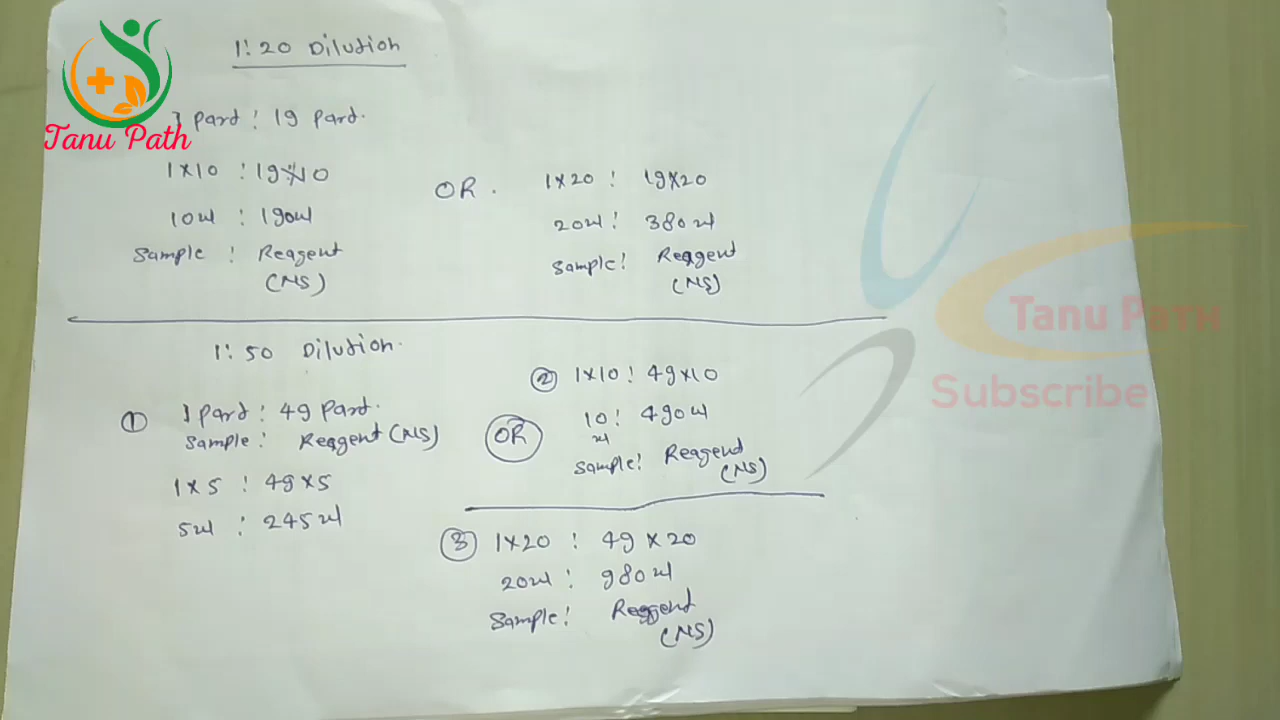 1:20 Dilution
1 Part : 19 Part.
1x10 : 19x10
10ul : 190ul
Sample : Reagent
(NS)
OR.
1x20 : 19x20
20ul : 380ul
Sample : Reagent
(NS)
1:50 Dilution.
① 1 Part : 49 Part.
Sample : Reagent (NS)
1x5 : 49x5
5ul : 245ul
OR
② 1x10 : 49x10
10 : 490ul
ul
Sample : Reagent
(NS)
③ 1x20 : 49x20
20ul : 980ul
Sample : Reagent
(NS)
Tanu Path
Tanu Path
Subscribe